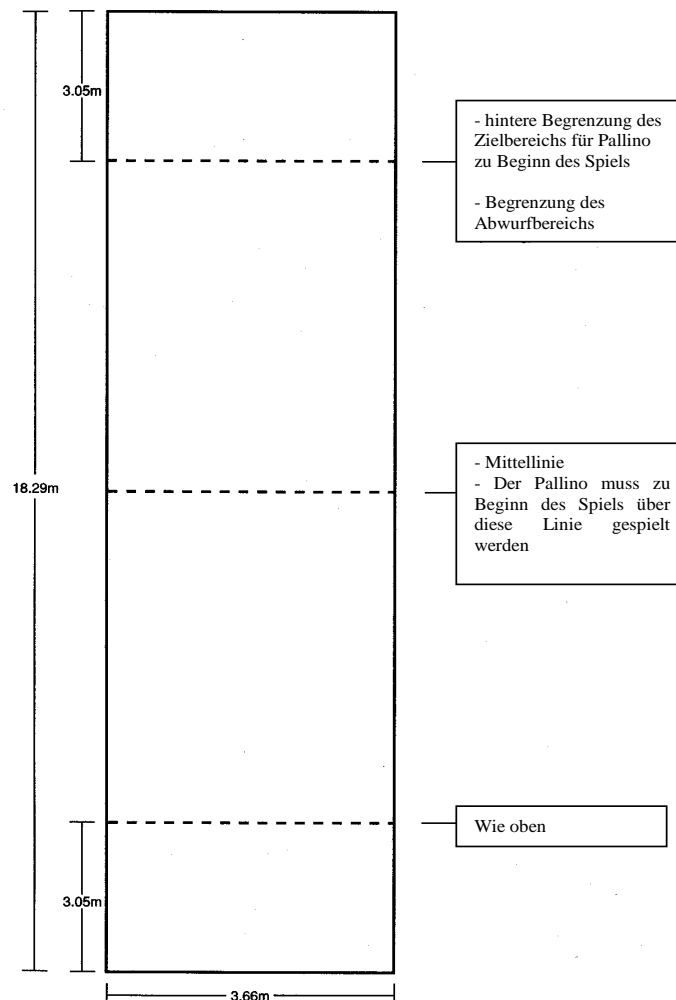 3.05m
- hintere Begrenzung des
Zielbereichs für Pallino
zu Beginn des Spiels
- Begrenzung des
Abwurfbereichs
18.29m
- Mittellinie
- Der Pallino muss zu
Beginn des Spiels über
diese Linie gespielt
werden
Wie oben
3.05m
3.66m